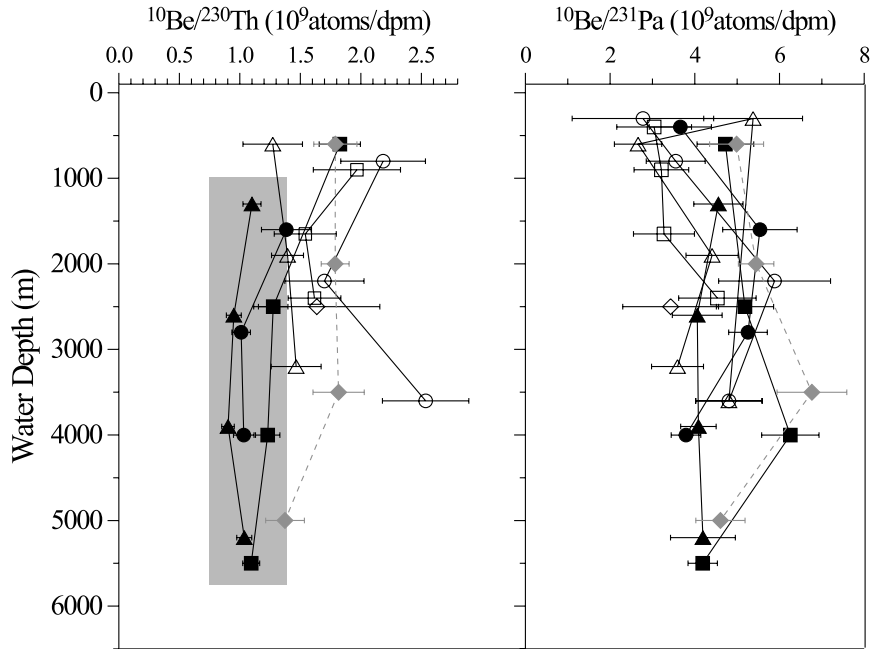 ¹⁰Be/²³⁰Th (10⁹atoms/dpm)
¹⁰Be/²³¹Pa (10⁹atoms/dpm)
0.0 0.5 1.0 1.5 2.0 2.5
0 2 4 6 8
0
1000
2000
3000
4000
5000
6000
Water Depth (m)